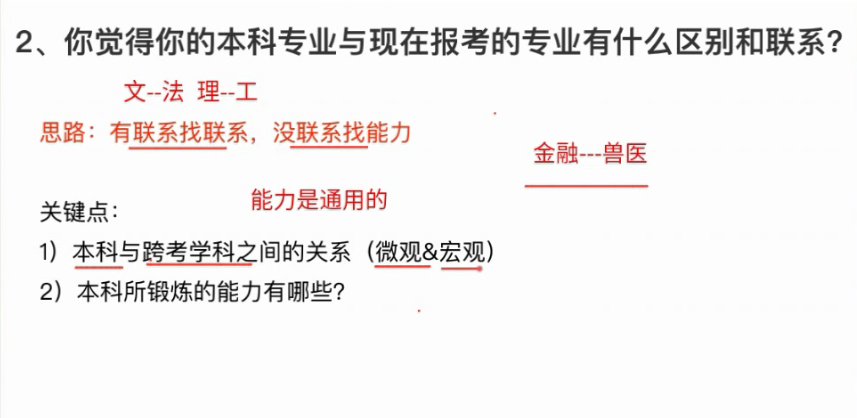 2、你觉得你的本科专业与现在报考的专业有什么区别和联系？
文--法 理--工
思路：有联系找联系，没联系找能力
金融---兽医
能力是通用的
关键点：
1）本科与跨考学科之间的关系（微观&宏观）
2）本科所锻炼的能力有哪些？